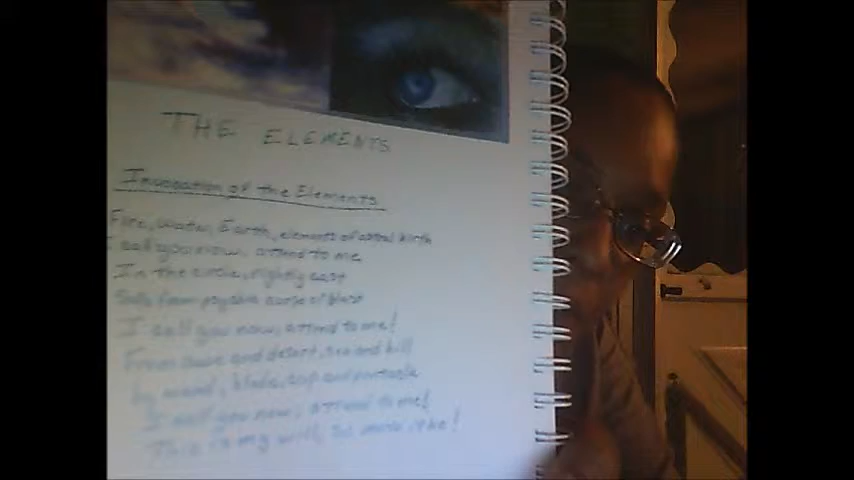 THE ELEMENTS
Invocation of the Elements
Fire, Water, Earth, elements of astral birth
I call you now, attend to me
In the circle, rightly cast
Safe from psychic curse or blast
I call you now, attend to me!
From cave and desert, sea and hill
by wand, blade, cup and pentacle
I call you now, attend to me!
This is my will, so mote it be!